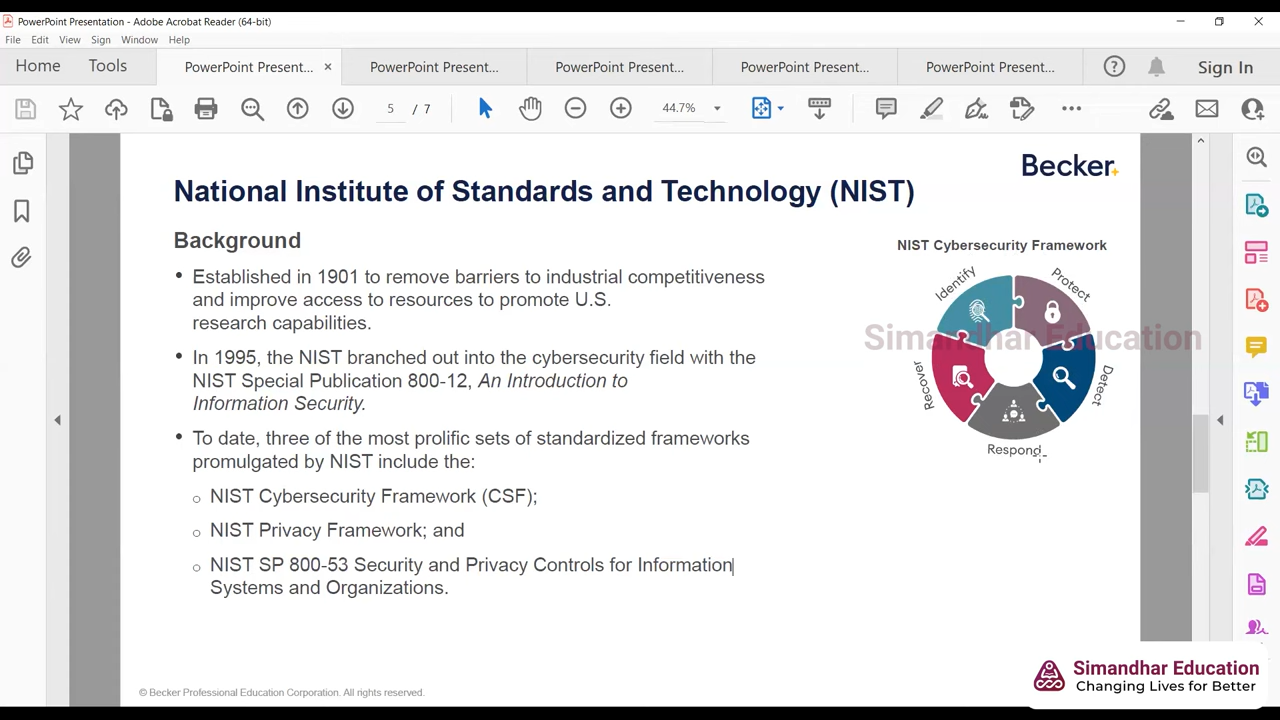 PowerPoint Presentation - Adobe Acrobat Reader (64-bit)
File Edit View Sign Window Help
Home Tools PowerPoint Present... × PowerPoint Present... PowerPoint Present... PowerPoint Present... PowerPoint Present... Sign In
5 / 7 44.7%
Becker
National Institute of Standards and Technology (NIST)
Background
• Established in 1901 to remove barriers to industrial competitiveness
and improve access to resources to promote U.S.
research capabilities.
• In 1995, the NIST branched out into the cybersecurity field with the
NIST Special Publication 800-12, An Introduction to
Information Security.
• To date, three of the most prolific sets of standardized frameworks
promulgated by NIST include the:
o NIST Cybersecurity Framework (CSF);
o NIST Privacy Framework; and
o NIST SP 800-53 Security and Privacy Controls for Information
Systems and Organizations.
NIST Cybersecurity Framework
Identify
Protect
Detect
Respond
Recover
Simandhar Education
© Becker Professional Education Corporation. All rights reserved.
Simandhar Education
Changing Lives for Better